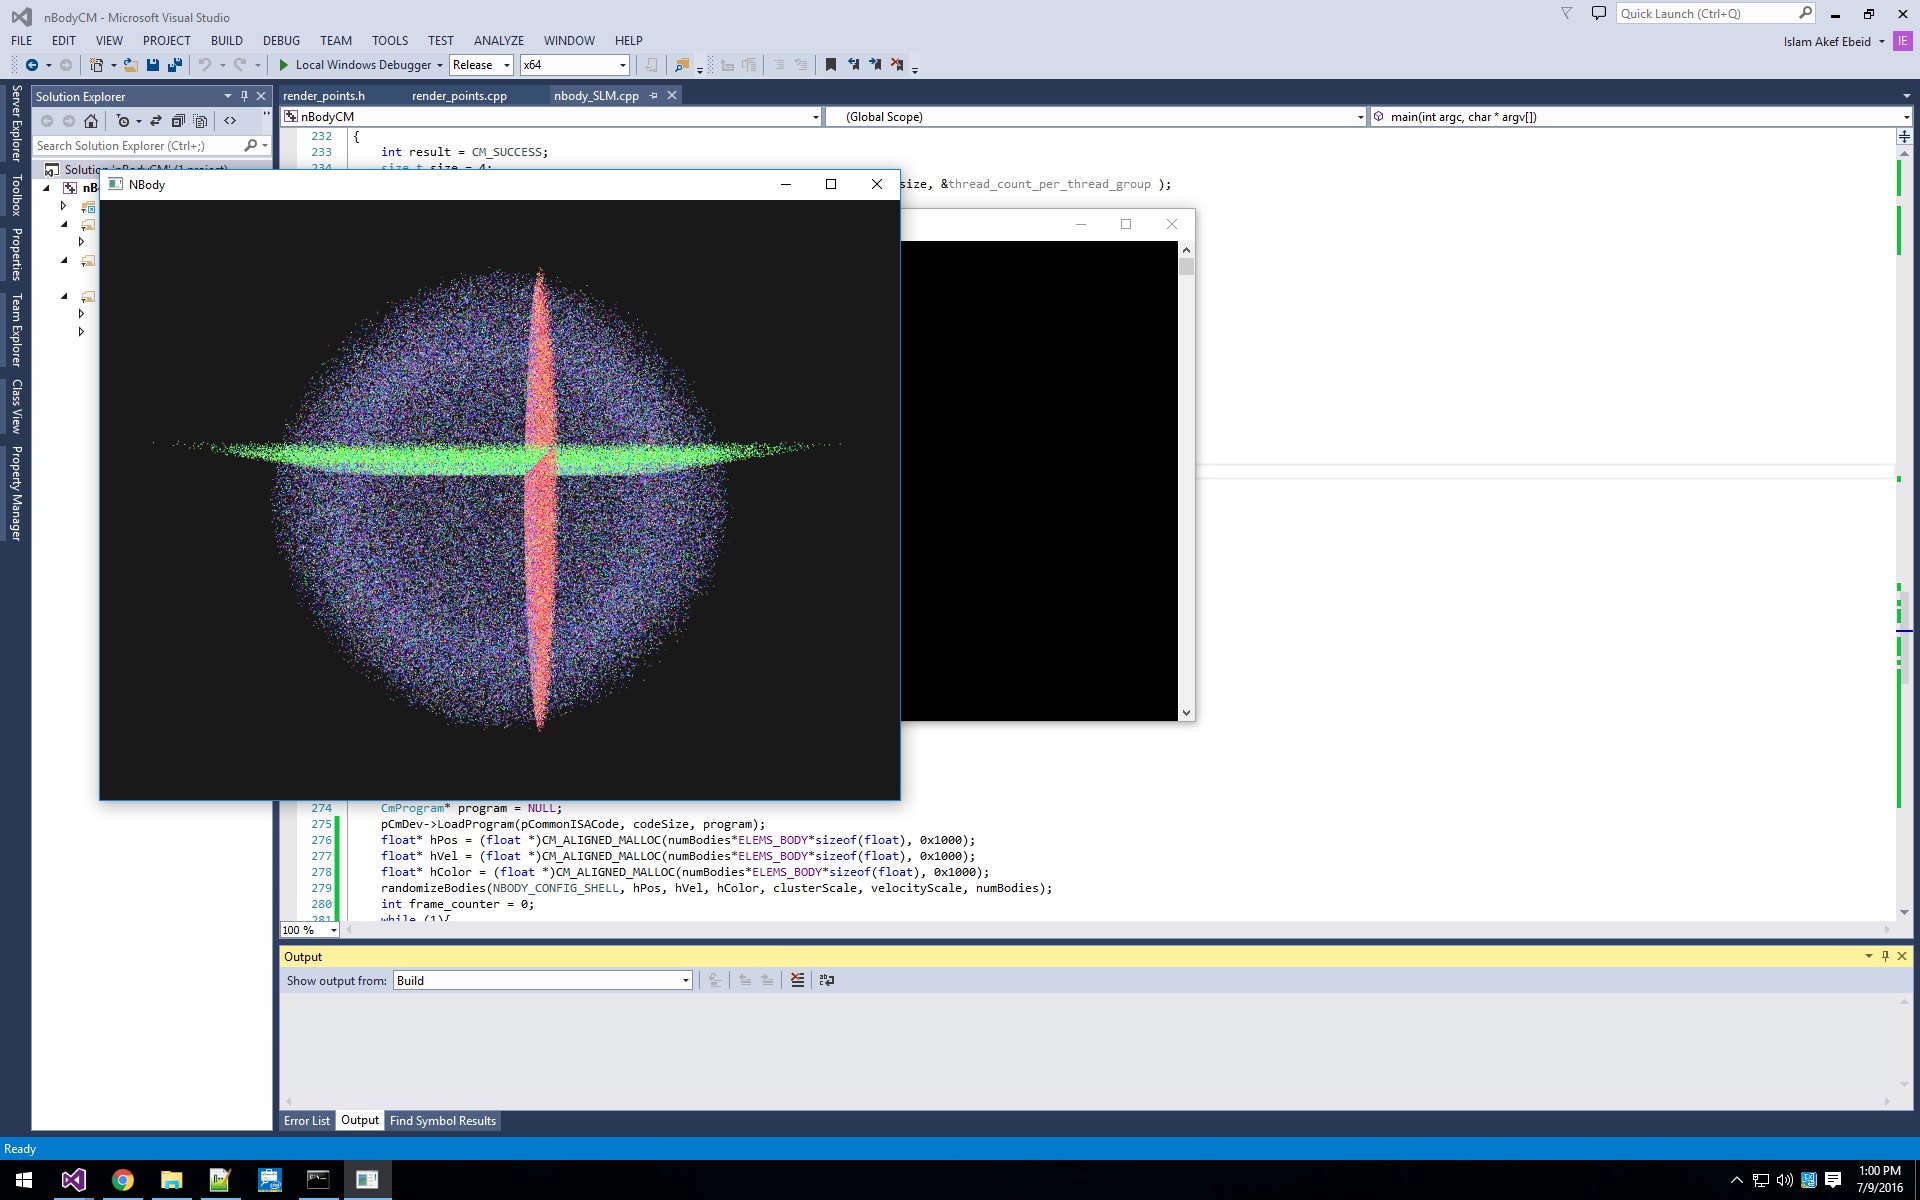 nBodyCM - Microsoft Visual Studio
Quick Launch (Ctrl+Q)
FILE EDIT VIEW PROJECT BUILD DEBUG TEAM TOOLS TEST ANALYZE WINDOW HELP
Islam Akef Ebeid IE
Local Windows Debugger Release x64
Server Explorer
Toolbox
Properties
Team Explorer
Class View
Property Manager
Solution Explorer
Search Solution Explorer (Ctrl+;)
Solution 'nBodyCM' (1 project)
nB
render_points.h render_points.cpp nbody_SLM.cpp
nBodyCM (Global Scope) main(int argc, char * argv[])
232 {
233 int result = CM_SUCCESS;
234 size_t size = 4;
size, &thread_count_per_thread_group );
NBody
274 CmProgram* program = NULL;
275 pCmDev->LoadProgram(pCommonISACode, codeSize, program);
276 float* hPos = (float *)CM_ALIGNED_MALLOC(numBodies*ELEMS_BODY*sizeof(float), 0x1000);
277 float* hVel = (float *)CM_ALIGNED_MALLOC(numBodies*ELEMS_BODY*sizeof(float), 0x1000);
278 float* hColor = (float *)CM_ALIGNED_MALLOC(numBodies*ELEMS_BODY*sizeof(float), 0x1000);
279 randomizeBodies(NBODY_CONFIG_SHELL, hPos, hVel, hColor, clusterScale, velocityScale, numBodies);
280 int frame_counter = 0;
281 while (1){
100 %
Output
Show output from: Build
Error List Output Find Symbol Results
Ready
1:00 PM
7/9/2016